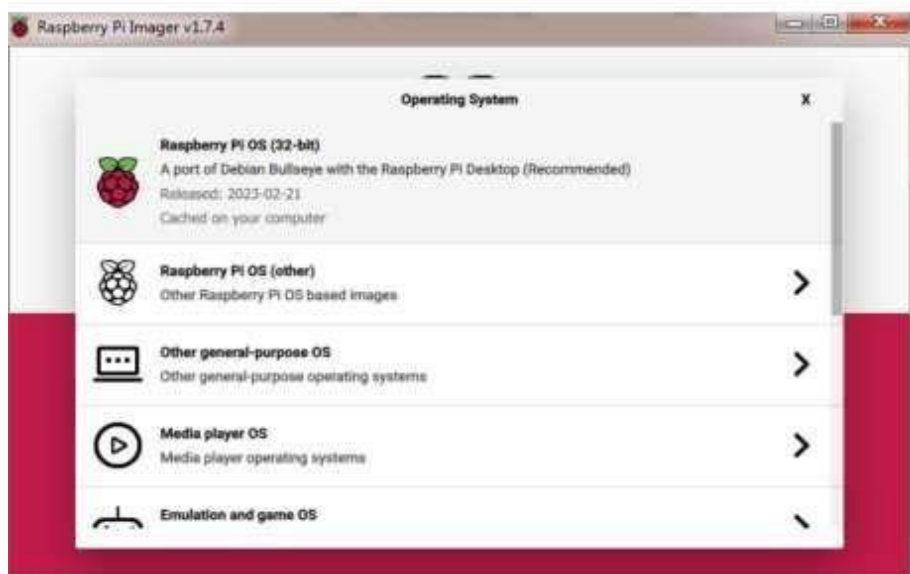 Raspberry Pi Imager v1.7.4
Operating System
X
Raspberry Pi OS (32-bit)
A port of Debian Bullseye with the Raspberry Pi Desktop (Recommended)
Released: 2023-02-21
Cached on your computer
Raspberry Pi OS (other)
Other Raspberry Pi OS based images
Other general-purpose OS
Other general-purpose operating systems
Media player OS
Media player operating systems
Emulation and game OS